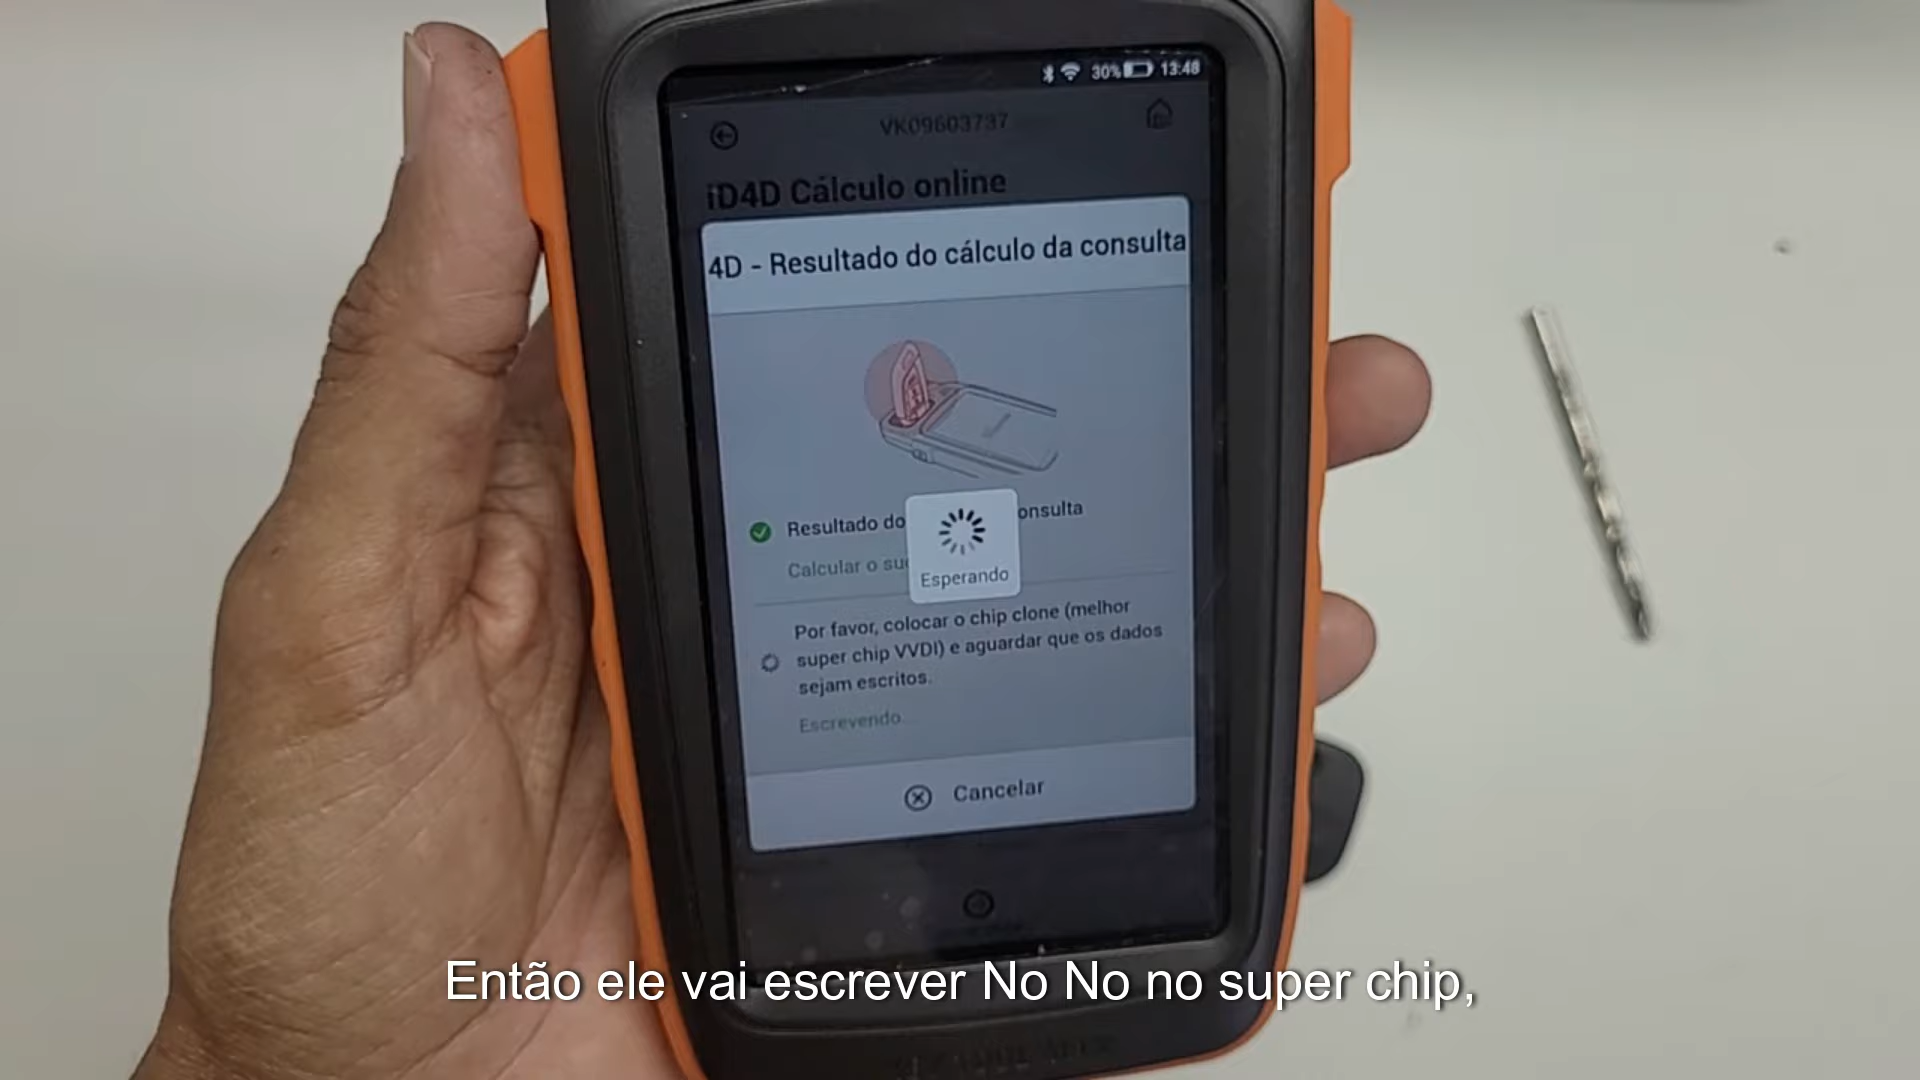 30% 13:48
VK09603737
iD4D Cálculo online
4D - Resultado do cálculo da consulta
Resultado do onsulta
Calcular o su
Esperando
Por favor, colocar o chip clone (melhor
super chip VVDI) e aguardar que os dados
sejam escritos.
Escrevendo...
Cancelar
Então ele vai escrever No No no super chip,